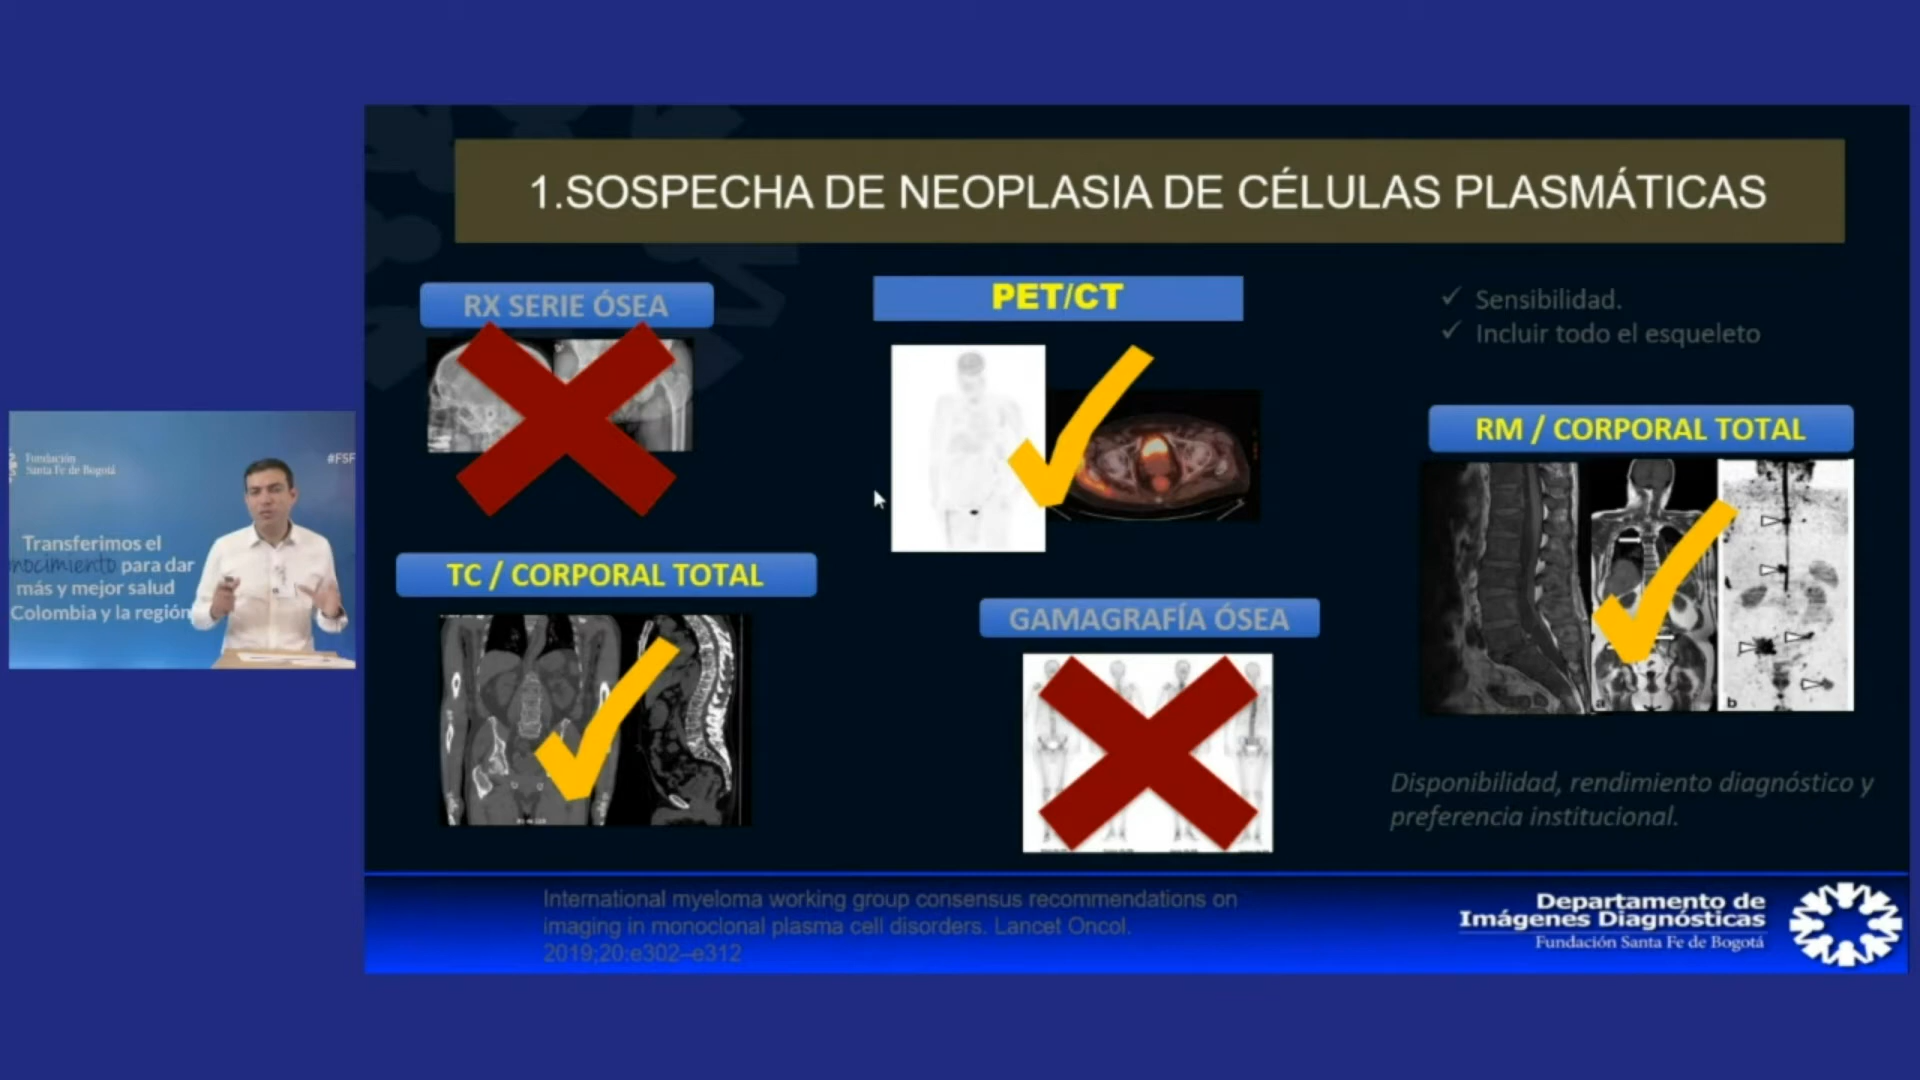 1.SOSPECHA DE NEOPLASIA DE CÉLULAS PLASMÁTICAS
RX SERIE ÓSEA
PET/CT
✓ Sensibilidad.
✓ Incluir todo el esqueleto
RM / CORPORAL TOTAL
a
b
TC / CORPORAL TOTAL
GAMAGRAFÍA ÓSEA
Disponibilidad, rendimiento diagnóstico y
preferencia institucional.
International myeloma working group consensus recommendations on
imaging in monoclonal plasma cell disorders. Lancet Oncol.
2019;20:e302–e312
Departamento de
Imágenes Diagnósticas
Fundación Santa Fe de Bogotá
Fundación
Santa Fe de Bogotá
#FSF
Transferimos el
nocimiento para dar
más y mejor salud
Colombia y la región